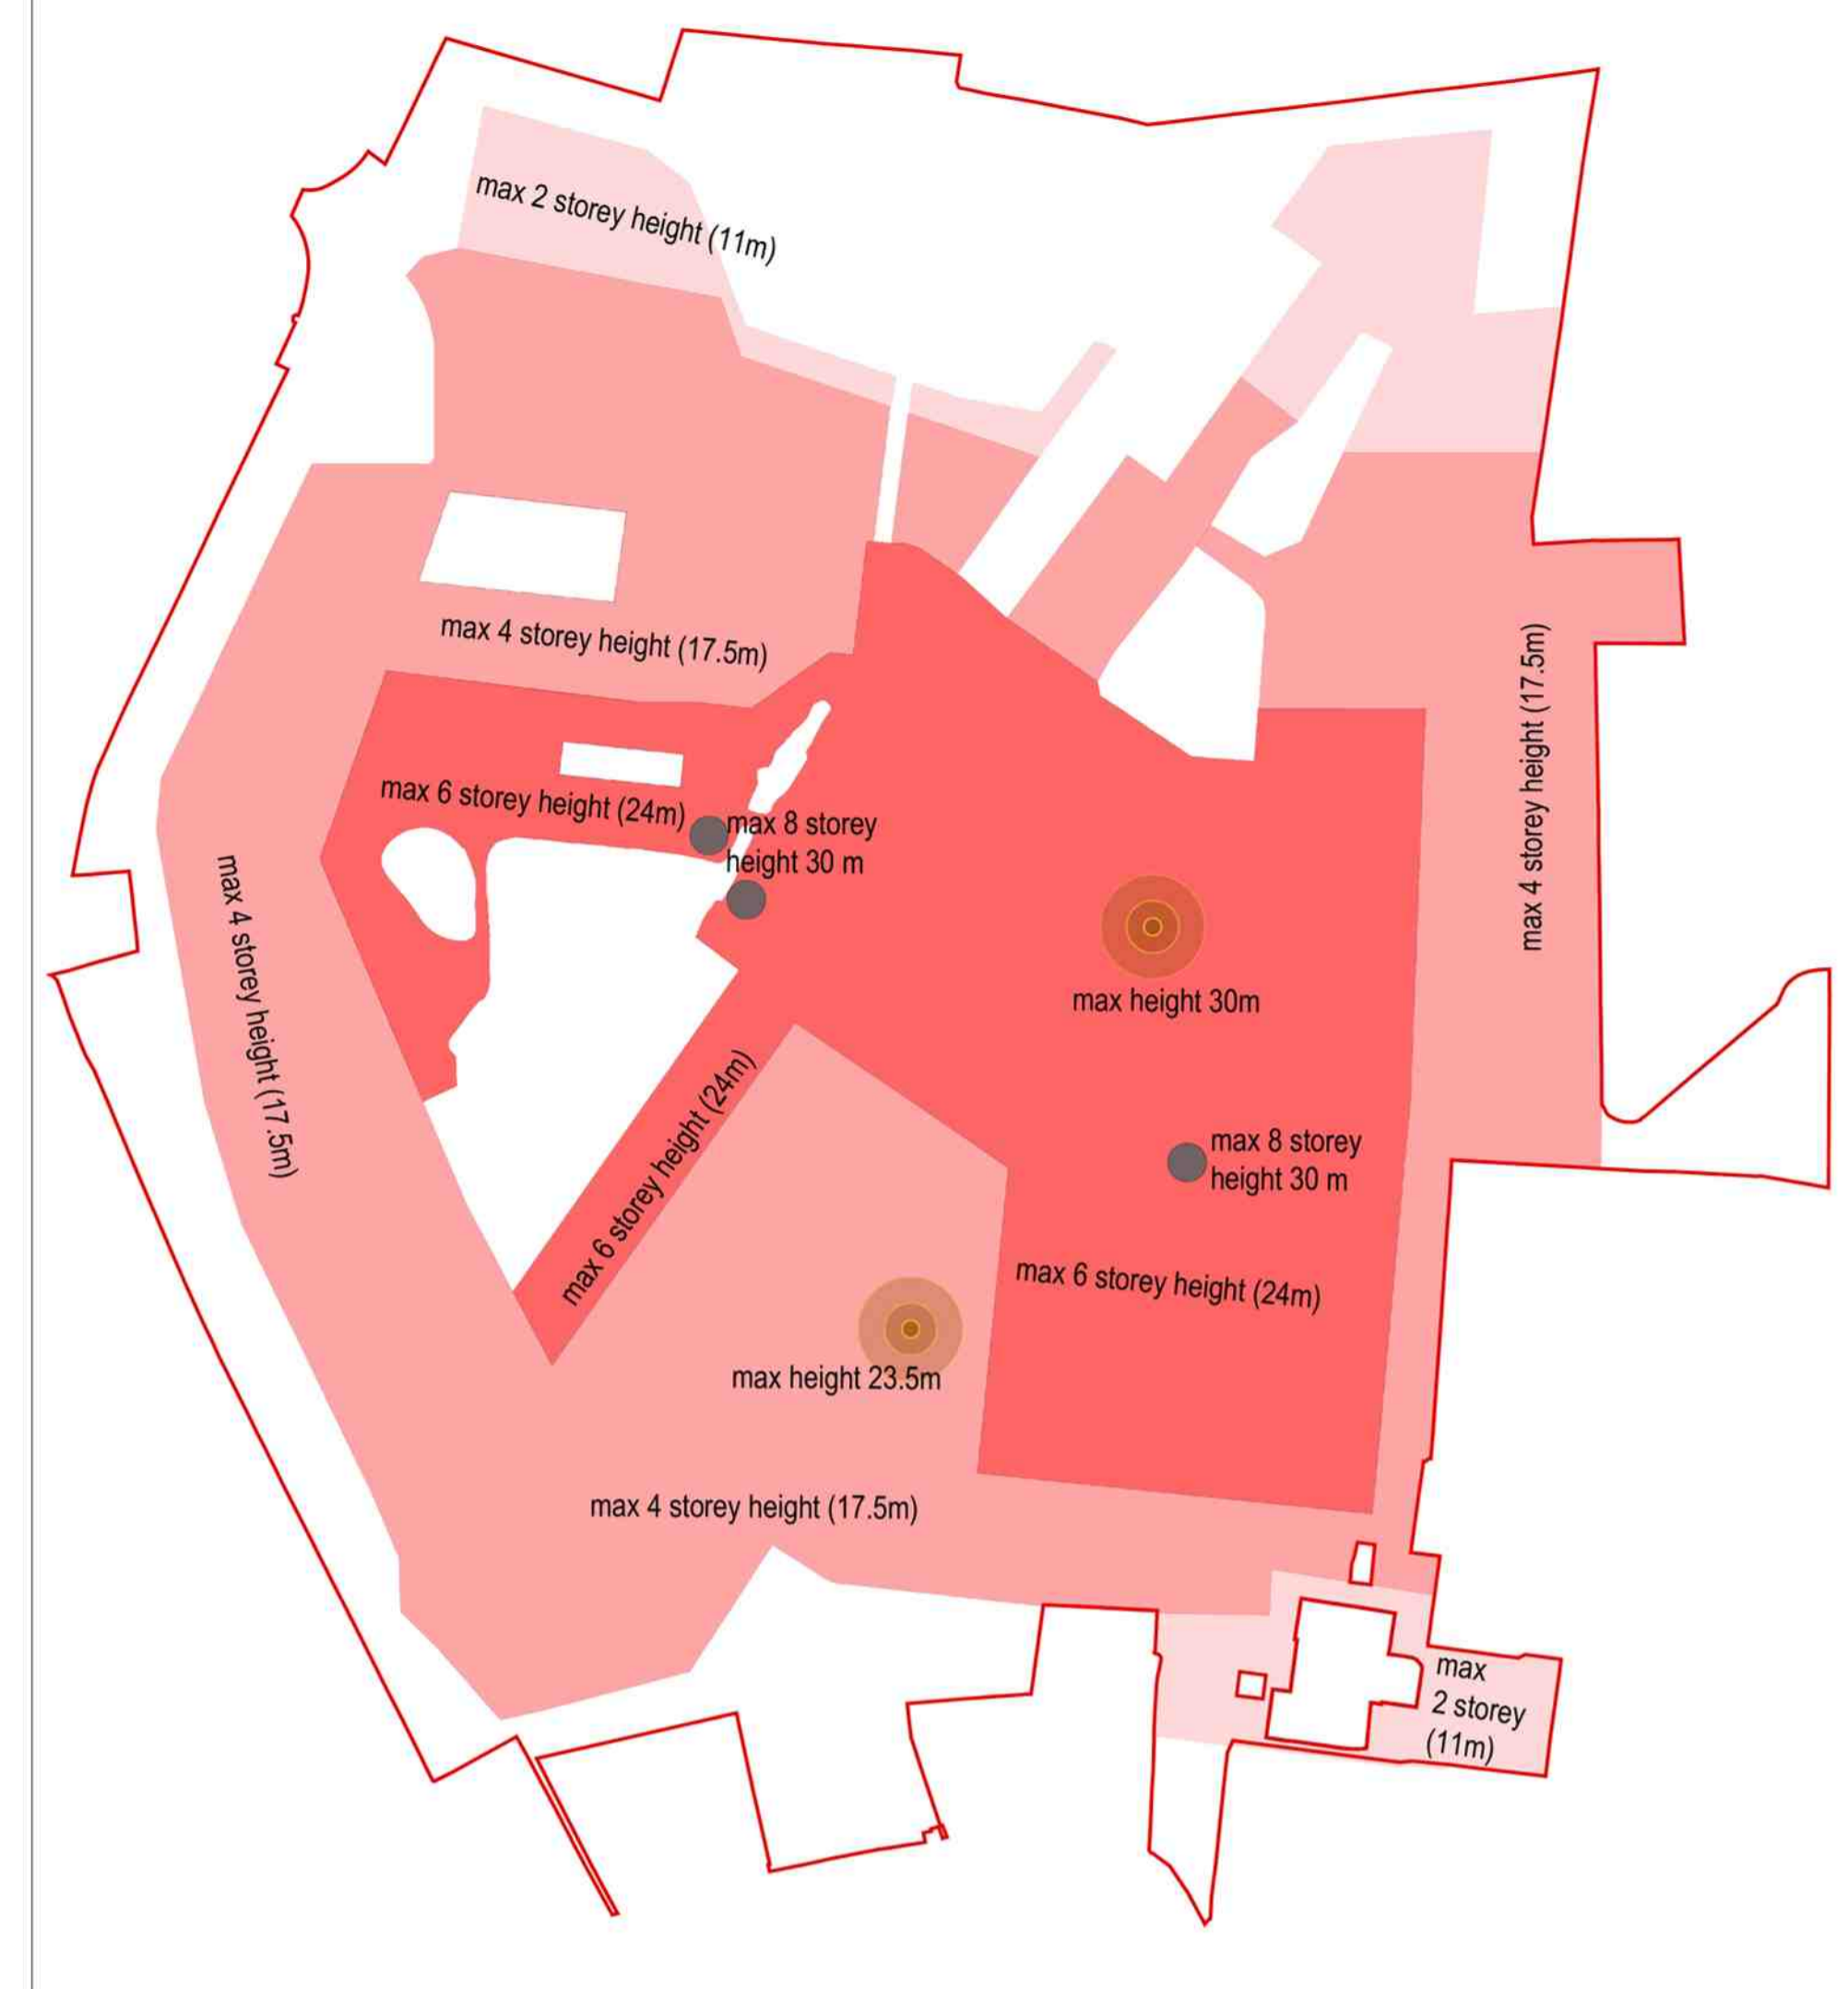 max 2 storey height (11m)
max 4 storey height (17.5m)
max 4 storey height (17.5m)
max 6 storey height (24m)
max 8 storey
height 30 m
max 4 storey height (17.5m)
max height 30m
max 6 storey height (24m)
max 8 storey
height 30 m
max 6 storey height (24m)
max height 23.5m
max 4 storey height (17.5m)
max
2 storey
(11m)